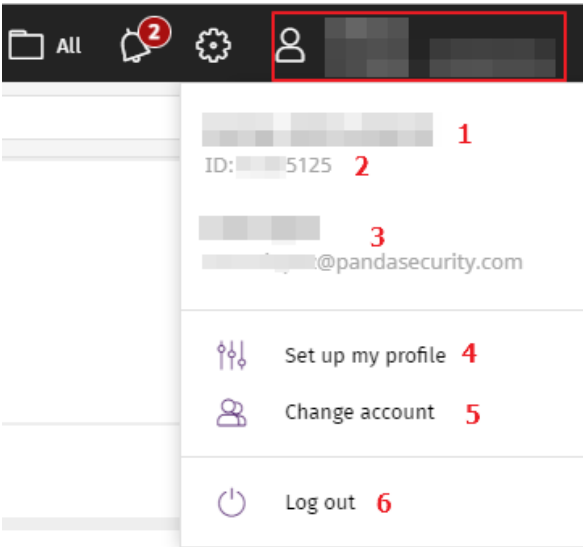 All 2
1
ID: 5125 2
3
@pandasecurity.com
Set up my profile 4
Change account 5
Log out 6